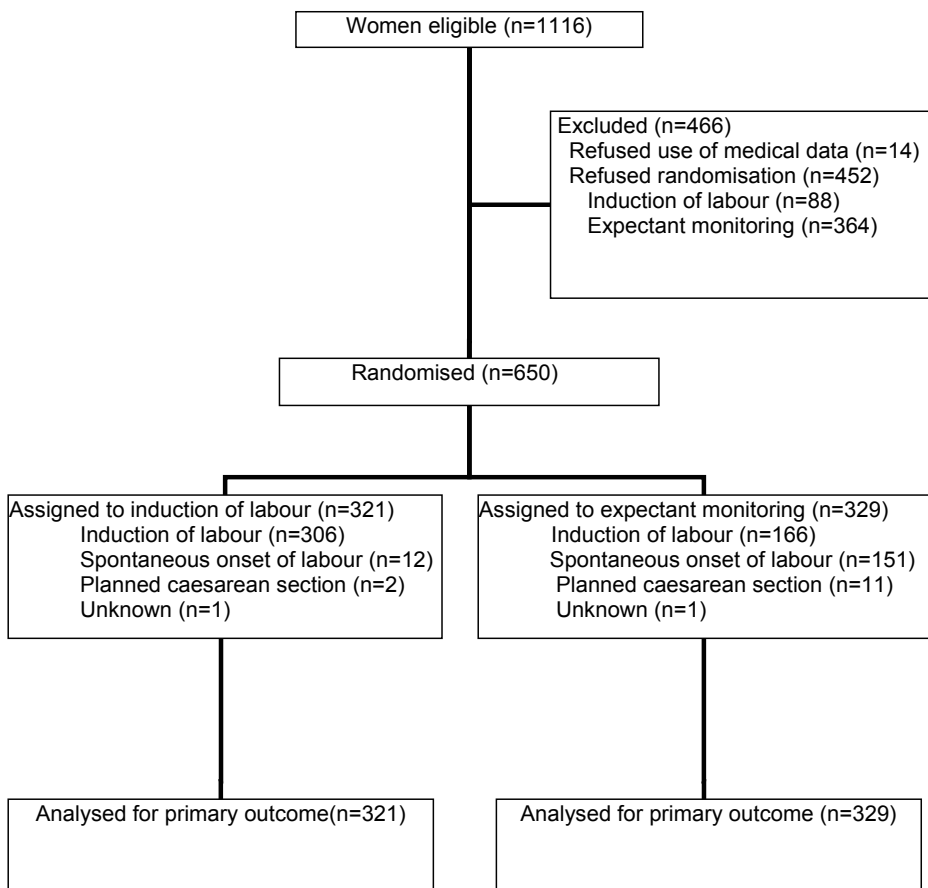 Women eligible (n=1116)
Excluded (n=466)
Refused use of medical data (n=14)
Refused randomisation (n=452)
Induction of labour (n=88)
Expectant monitoring (n=364)
Randomised (n=650)
Assigned to induction of labour (n=321)
Induction of labour (n=306)
Spontaneous onset of labour (n=12)
Planned caesarean section (n=2)
Unknown (n=1)
Assigned to expectant monitoring (n=329)
Induction of labour (n=166)
Spontaneous onset of labour (n=151)
Planned caesarean section (n=11)
Unknown (n=1)
Analysed for primary outcome(n=321)
Analysed for primary outcome (n=329)